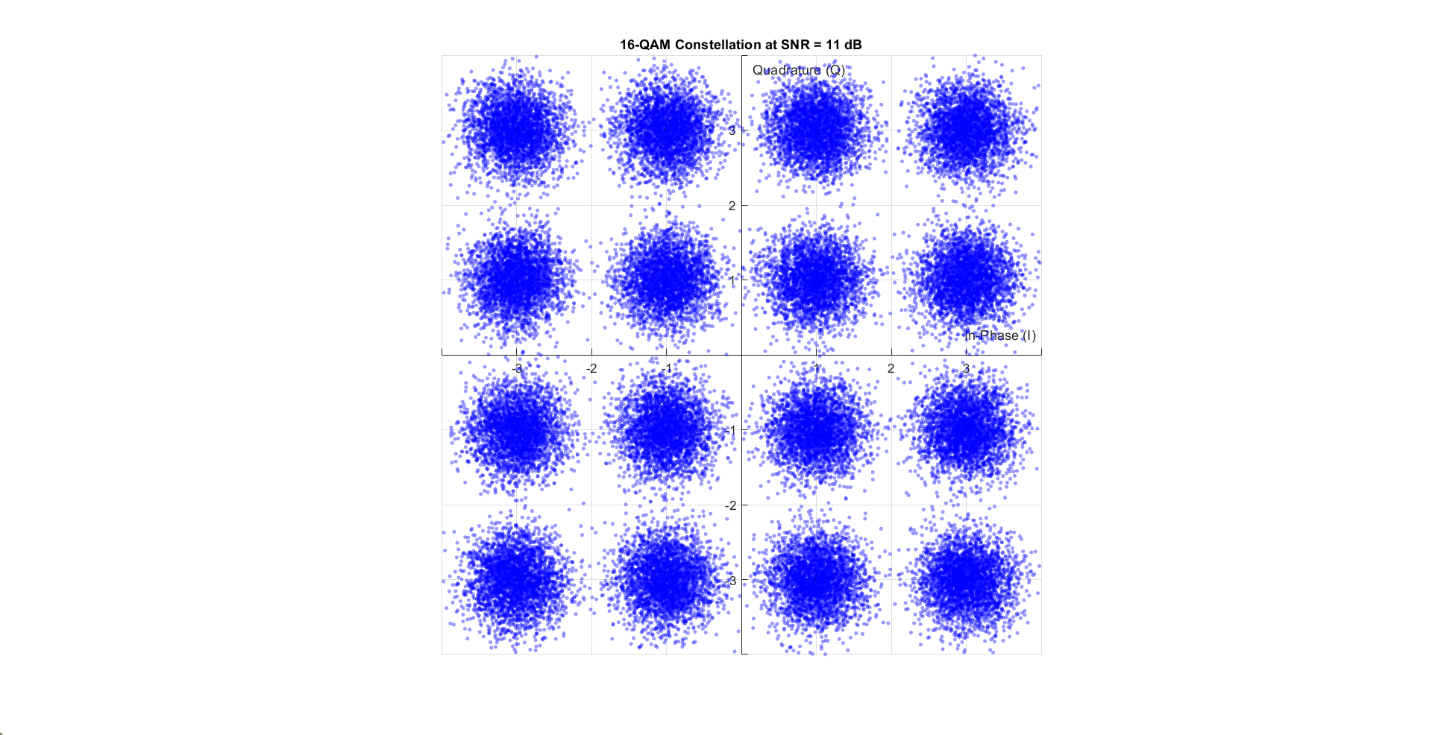 16-QAM Constellation at SNR = 11 dB
Quadrature (Q)
3
2
1
In-Phase (I)
-3 -2 -1 1 2 3
-1
-2
-3